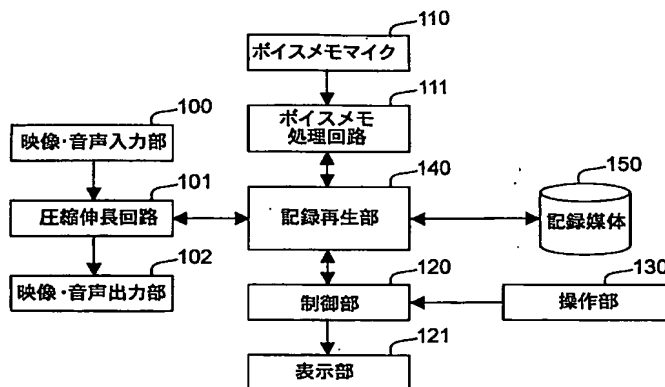 110
ボイスメモマイク
111
ボイスメモ
処理回路
100
映像・音声入力部
101
圧縮伸長回路
140
記録再生部
150
記録媒体
102
映像・音声出力部
120
制御部
130
操作部
121
表示部